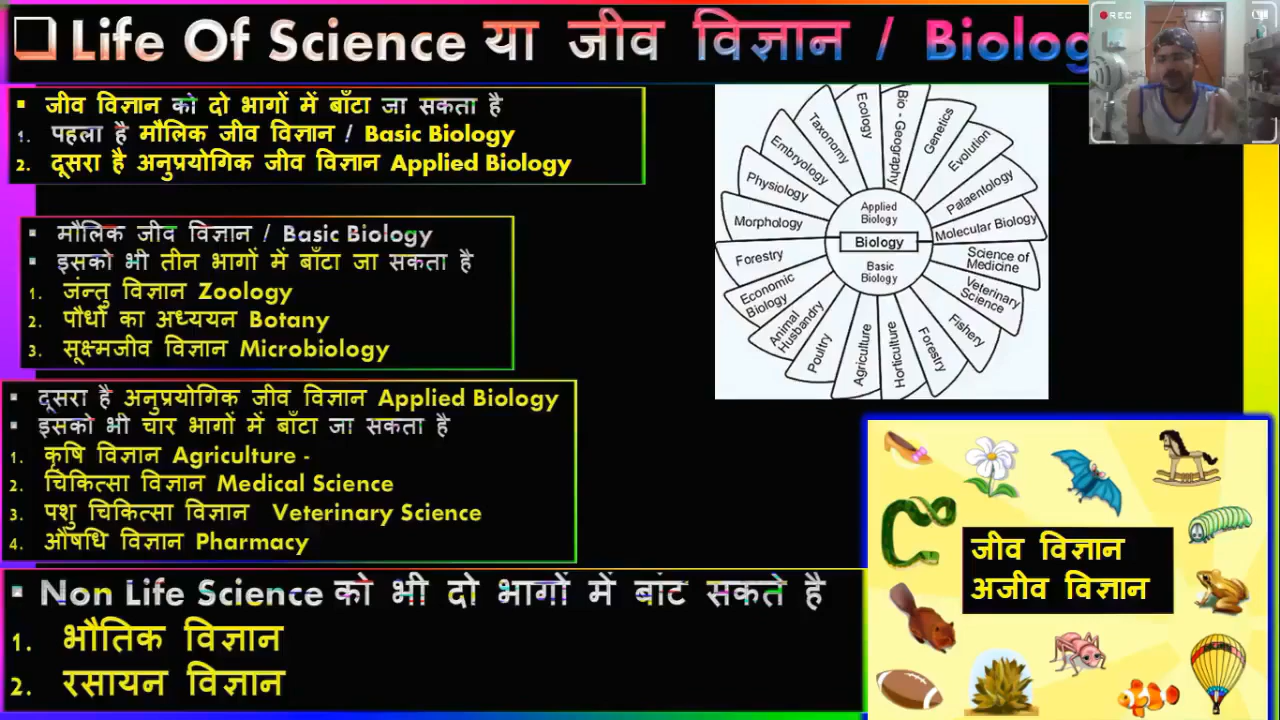 ❑Life Of Science या जीव विज्ञान / Biolog
REC
▪ जीव विज्ञान को दो भागों में बाँटा जा सकता है
1. पहला है मौलिक जीव विज्ञान / Basic Biology
2. दूसरा है अनुप्रयोगिक जीव विज्ञान Applied Biology
▪ मौलिक जीव विज्ञान / Basic Biology
▪ इसको भी तीन भागों में बाँटा जा सकता है
1. जंन्तु विज्ञान Zoology
2. पौधों का अध्ययन Botany
3. सूक्ष्मजीव विज्ञान Microbiology
▪ दूसरा है अनुप्रयोगिक जीव विज्ञान Applied Biology
▪ इसको भी चार भागों में बाँटा जा सकता है
1. कृषि विज्ञान Agriculture -
2. चिकित्सा विज्ञान Medical Science
3. पशु चिकित्सा विज्ञान Veterinary Science
4. औषधि विज्ञान Pharmacy
▪ Non Life Science को भी दो भागों में बांट सकते है
1. भौतिक विज्ञान
2. रसायन विज्ञान
Applied
Biology
Biology
Basic
Biology
Forestry
Morphology
Physiology
Embryology
Taxonomy
Ecology
Bio - Geography
Genetics
Evolution
Palaentology
Molecular Biology
Science of
Medicine
Veterinary
Science
Fishery
Forestry
Horticulture
Agriculture
Poultry
Animal
Husbandry
Economic
Biology
जीव विज्ञान
अजीव विज्ञान